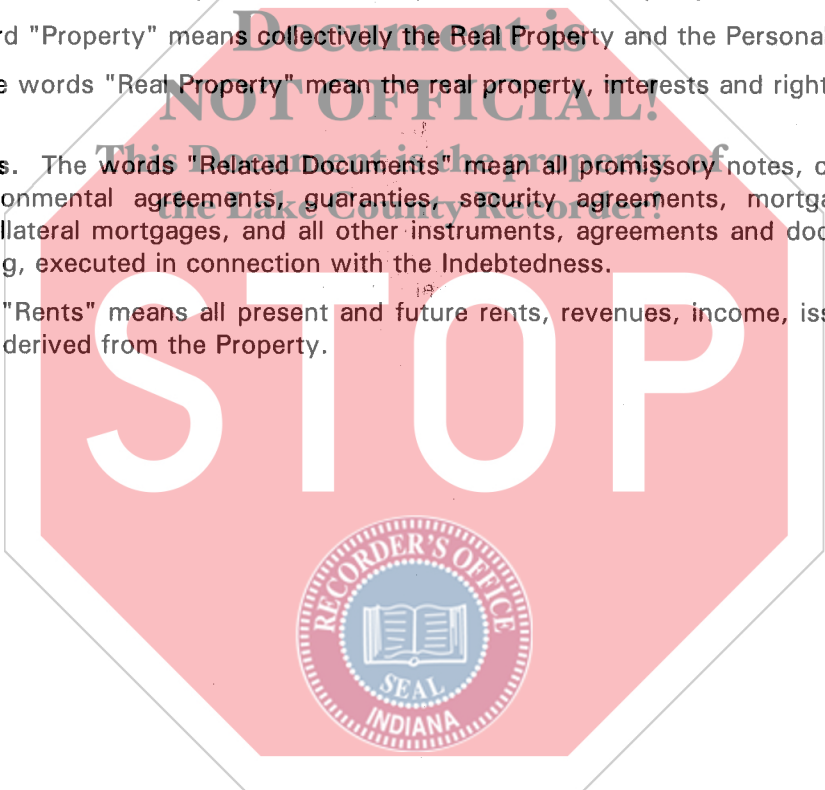 Document is
rd "Property" means collectively the Real Property and the Persona
e words "Real Property" mean the real property, interests and right
NOT OFFICIAL!
This Document is the property of
s. The words "Related Documents" mean all promissory notes, c
onmental agreements, guaranties, security agreements, mortga
the Lake County Recorder!
llateral mortgages, and all other instruments, agreements and doc
g, executed in connection with the Indebtedness.
"Rents" means all present and future rents, revenues, income, iss
derived from the Property.
STOP
RECORDER'S OFFICE
SEAL
INDIANA